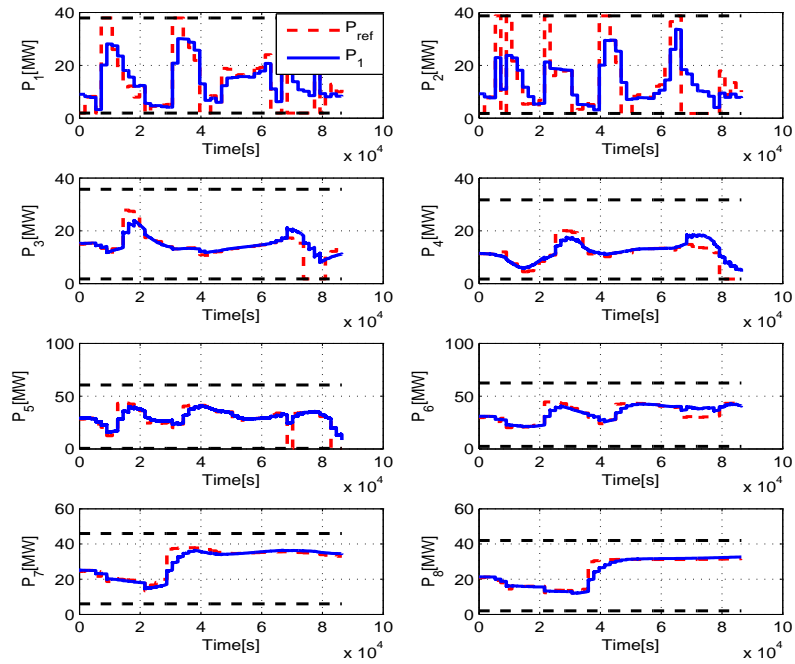 40
20
0
P1[MW]
0 2 4 6 8 10
Time[s]
x 10^4
Pref
P1
40
20
0
P2[MW]
0 2 4 6 8 10
Time[s]
x 10^4
40
20
0
P3[MW]
0 2 4 6 8 10
Time[s]
x 10^4
40
20
0
P4[MW]
0 2 4 6 8 10
Time[s]
x 10^4
100
50
0
P5[MW]
0 2 4 6 8 10
Time[s]
x 10^4
100
50
0
P6[MW]
0 2 4 6 8 10
Time[s]
x 10^4
60
40
20
0
P7[MW]
0 2 4 6 8 10
Time[s]
x 10^4
60
40
20
0
P8[MW]
0 2 4 6 8 10
Time[s]
x 10^4